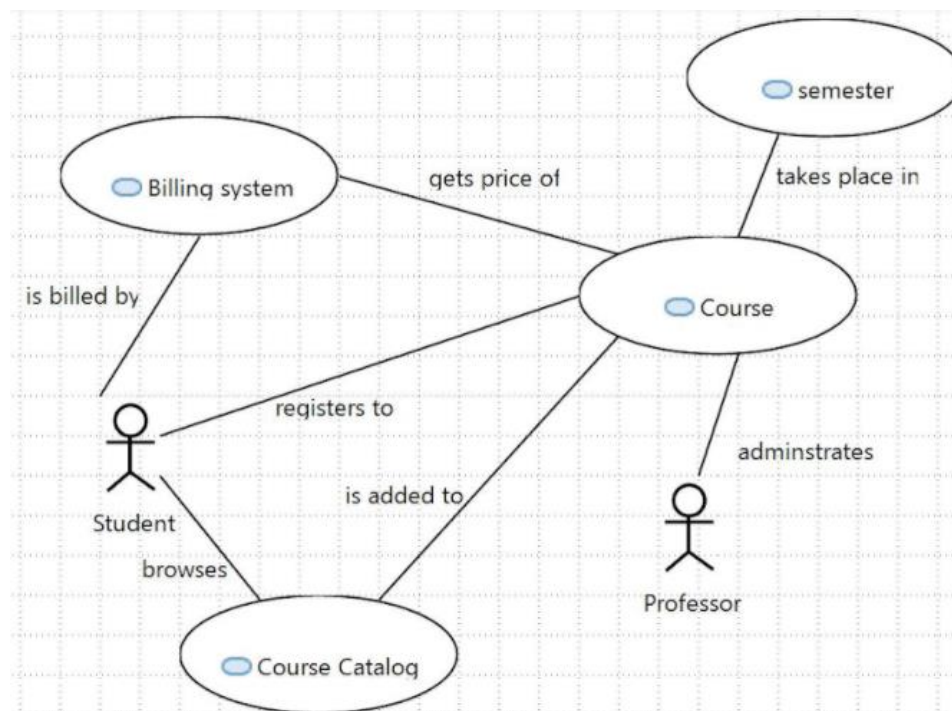 semester
Billing system
gets price of
takes place in
is billed by
Course
registers to
adminstrates
is added to
Student
browses
Professor
Course Catalog